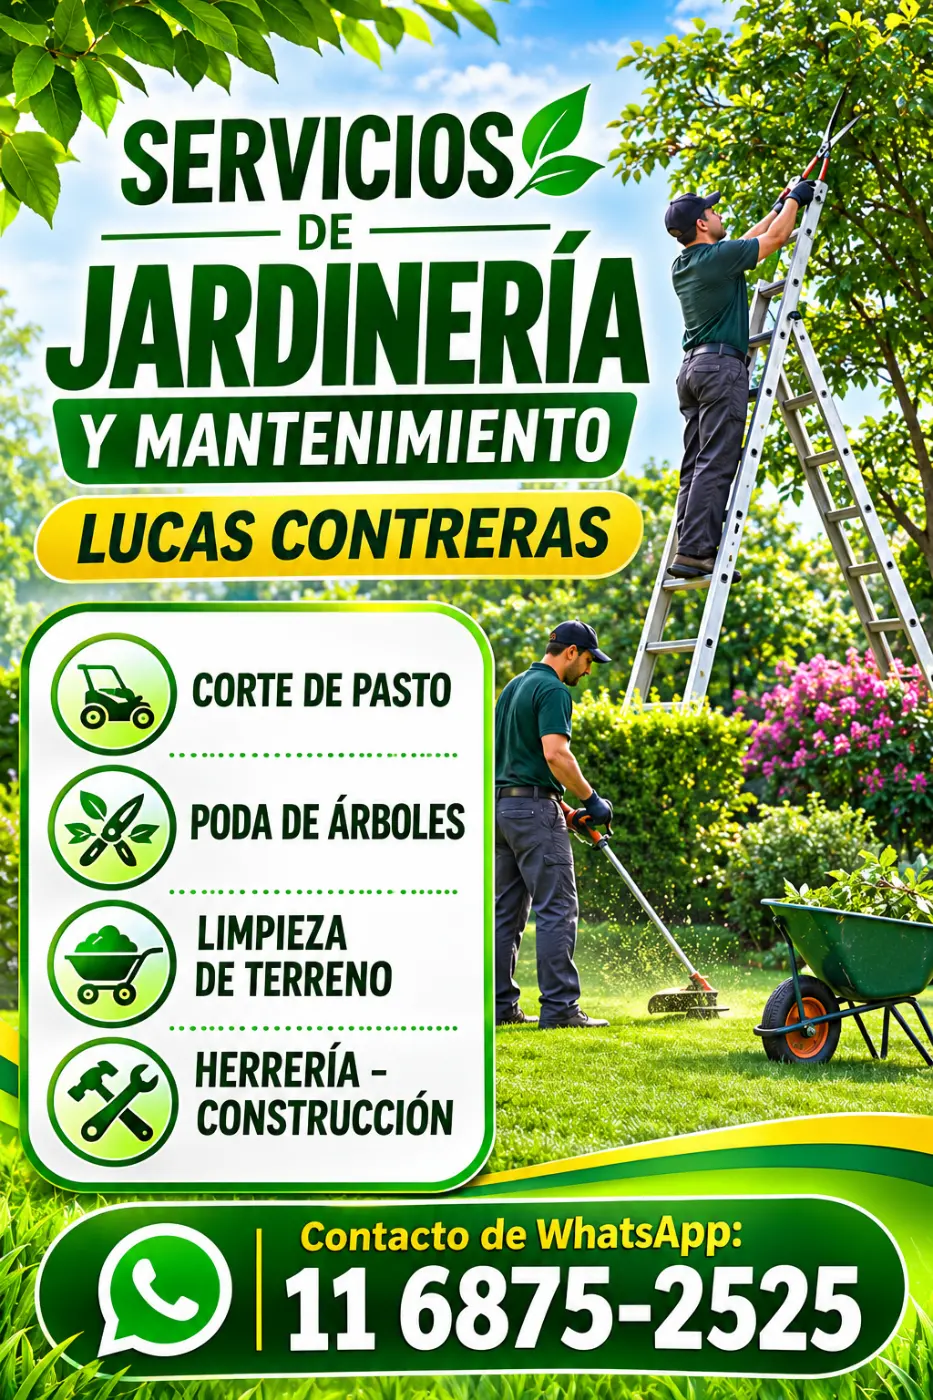 SERVICIOS
DE
JARDINERÍA
Y MANTENIMIENTO
LUCAS CONTRERAS
CORTE DE PASTO
PODA DE ÁRBOLES
LIMPIEZA
DE TERRENO
HERRERÍA -
CONSTRUCCIÓN
Contacto de WhatsApp:
11 6875-2525